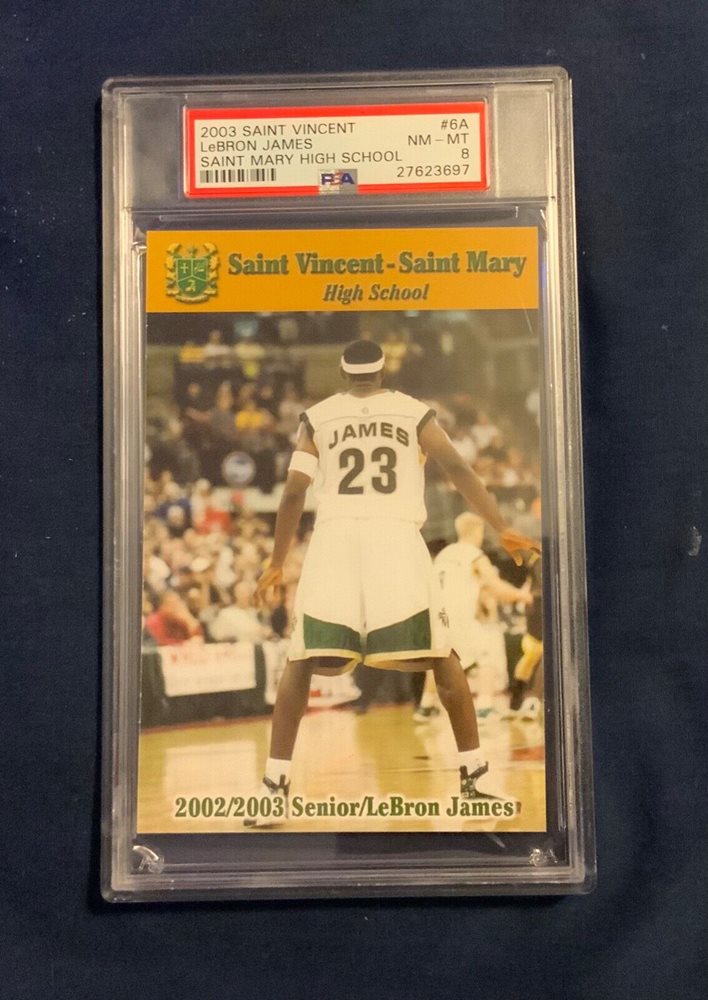 2003 SAINT VINCENT #6A
LeBRON JAMES NM - MT
SAINT MARY HIGH SCHOOL 8
PSA 27623697
Saint Vincent - Saint Mary
High School
JAMES
23
2002/2003 Senior/LeBron James